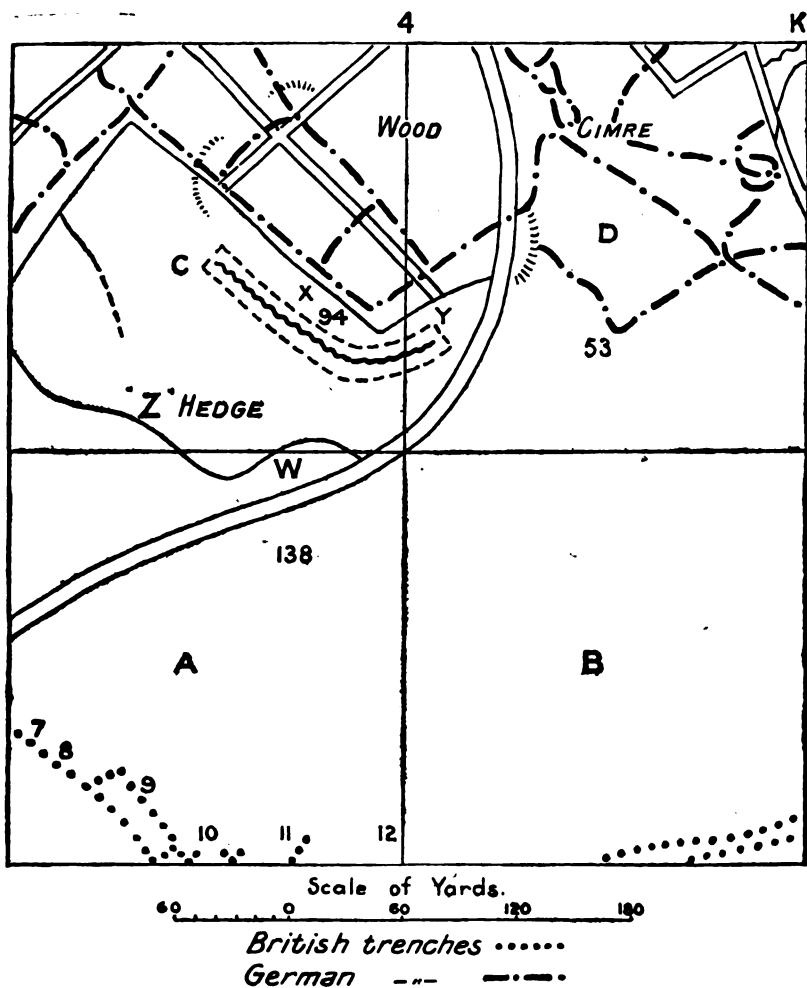 4 K
WOOD
CIMRE
D
C
X
94
Y
53
"Z" HEDGE
W
138
A
B
7
8
9
10
11
12
Scale of Yards.
60 0 60 120 180
British trenches
German -"-